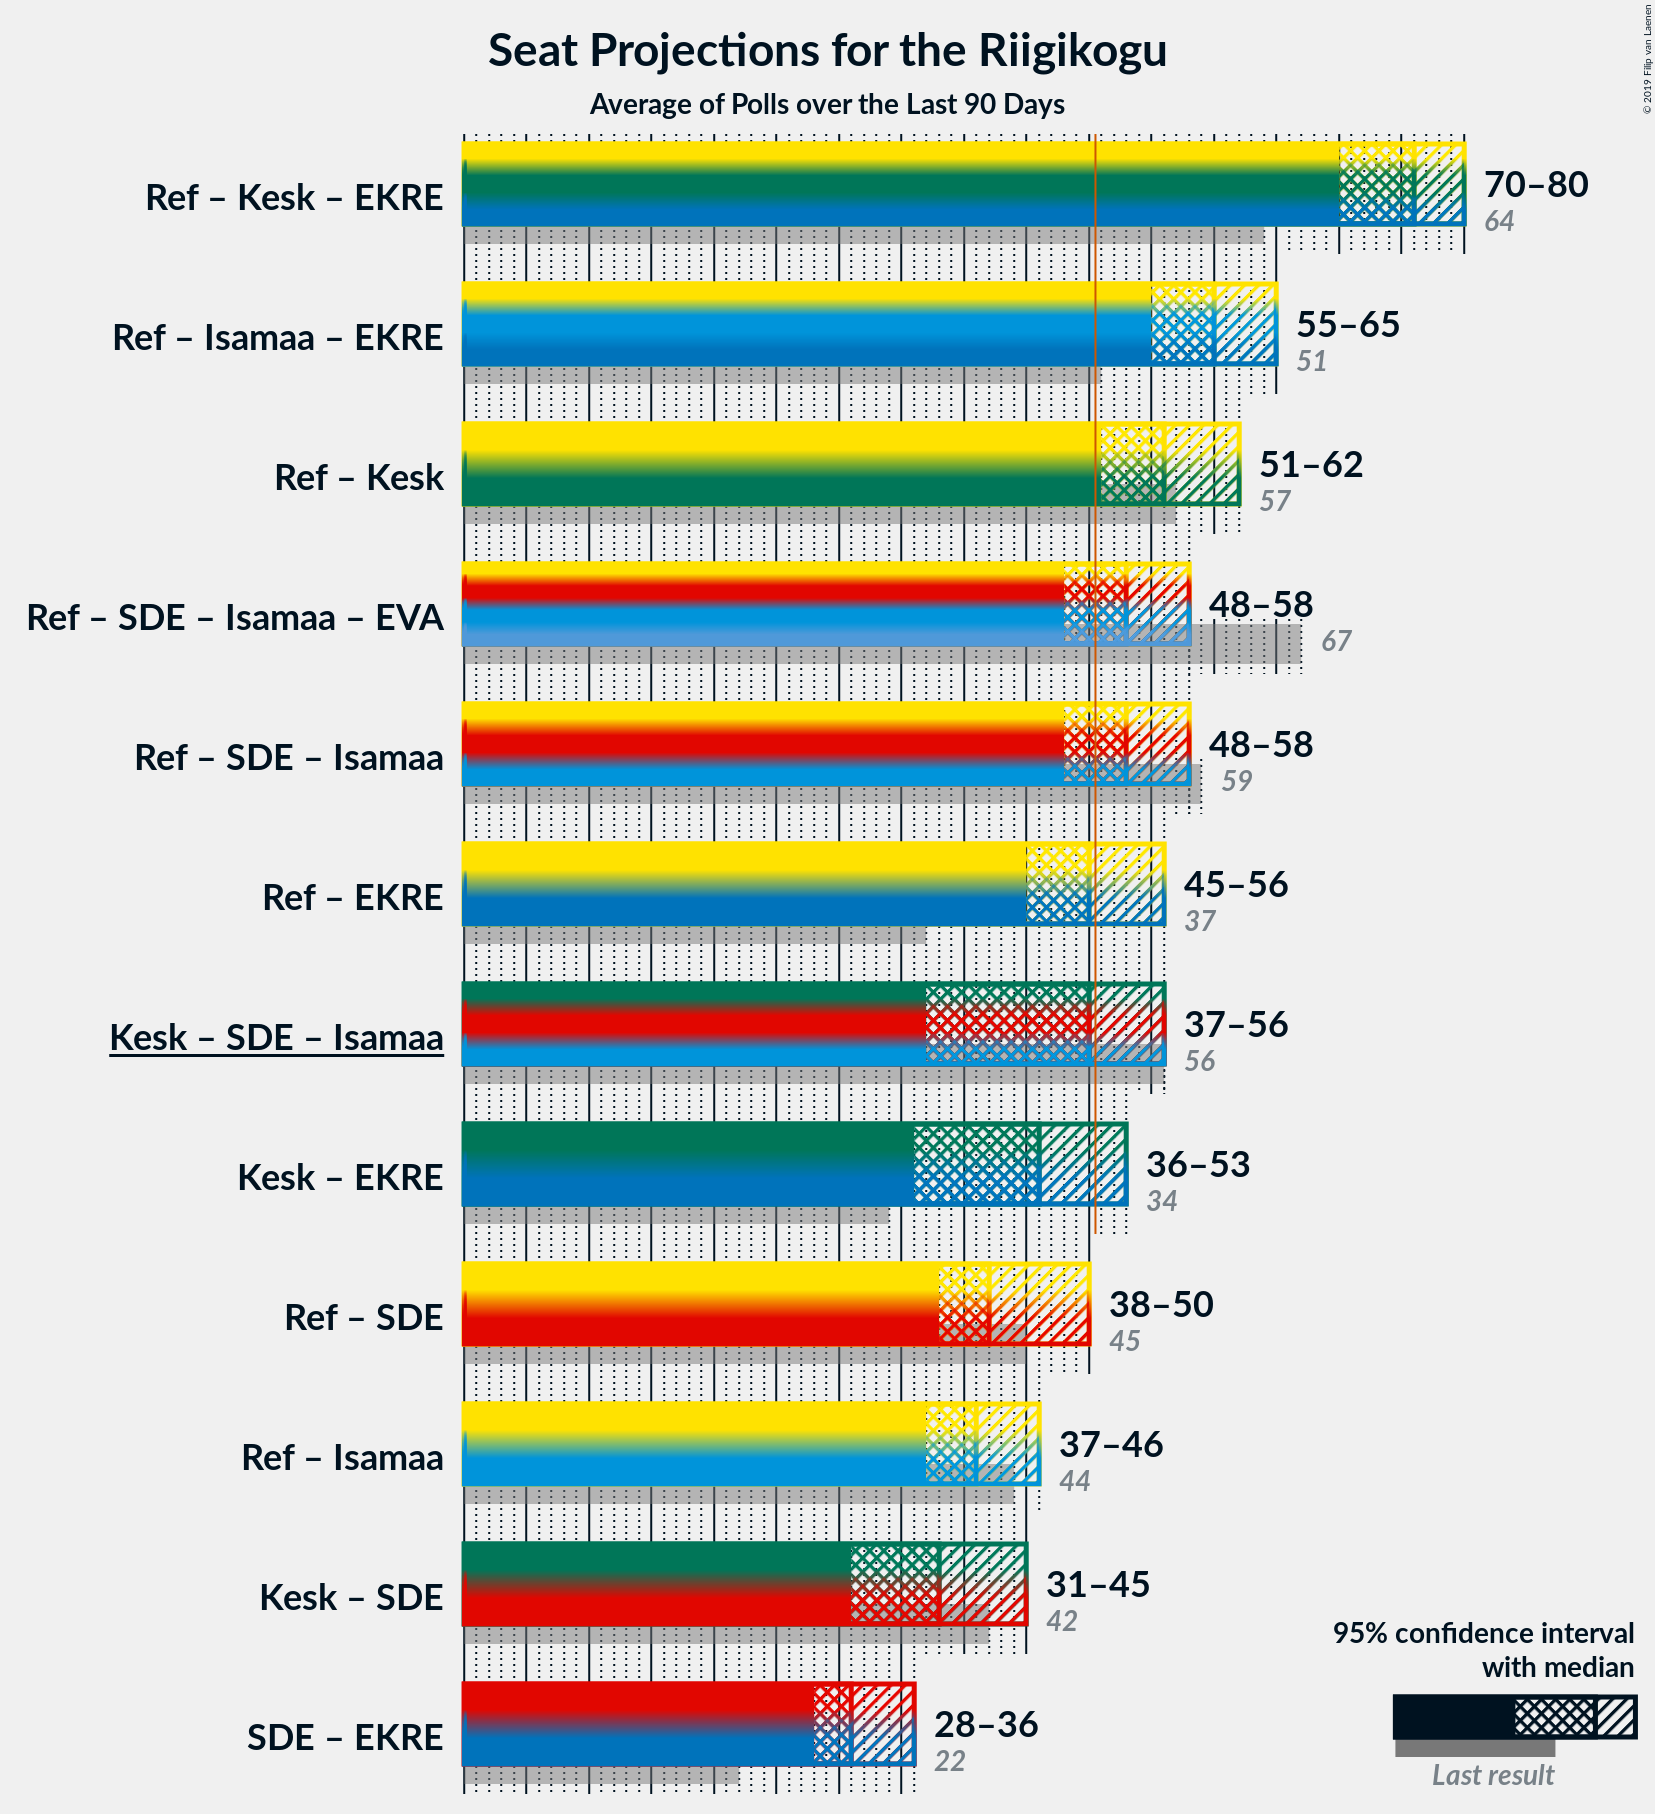 Seat Projections for the Riigikogu
Average of Polls over the Last 90 Days
© 2019 Filip van Laenen
Ref – Kesk – EKRE
70–80
64
Ref – Isamaa – EKRE
55–65
51
Ref – Kesk
51–62
57
Ref – SDE – Isamaa – EVA
48–58
67
Ref – SDE – Isamaa
48–58
59
Ref – EKRE
45–56
37
Kesk – SDE – Isamaa
37–56
56
Kesk – EKRE
36–53
34
Ref – SDE
38–50
45
Ref – Isamaa
37–46
44
Kesk – SDE
31–45
42
SDE – EKRE
28–36
22
95% confidence interval
with median
Last result